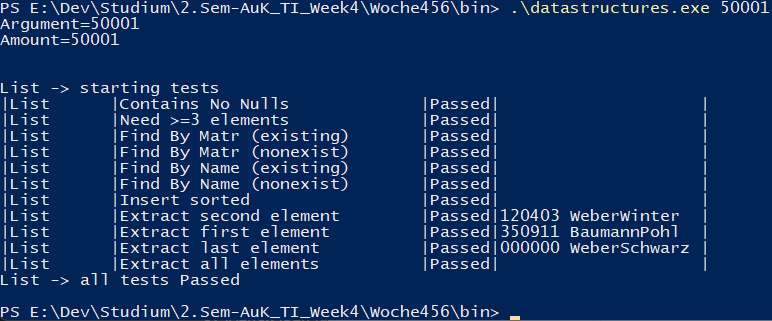 PS E:\Dev\Studium\2.Sem-AuK_TI_Week4\Woche456\bin> .\datastructures.exe 50001
Argument=50001
Amount=50001
List -> starting tests
|List |Contains No Nulls |Passed| |
|List |Need >=3 elements |Passed| |
|List |Find By Matr (existing) |Passed| |
|List |Find By Matr (nonexist) |Passed| |
|List |Find By Name (existing) |Passed| |
|List |Find By Name (nonexist) |Passed| |
|List |Insert sorted |Passed| |
|List |Extract second element |Passed|120403 WeberWinter |
|List |Extract first element |Passed|350911 BaumannPohl |
|List |Extract last element |Passed|000000 WeberSchwarz |
|List |Extract all elements |Passed| |
List -> all tests Passed
PS E:\Dev\Studium\2.Sem-AuK_TI_Week4\Woche456\bin> _